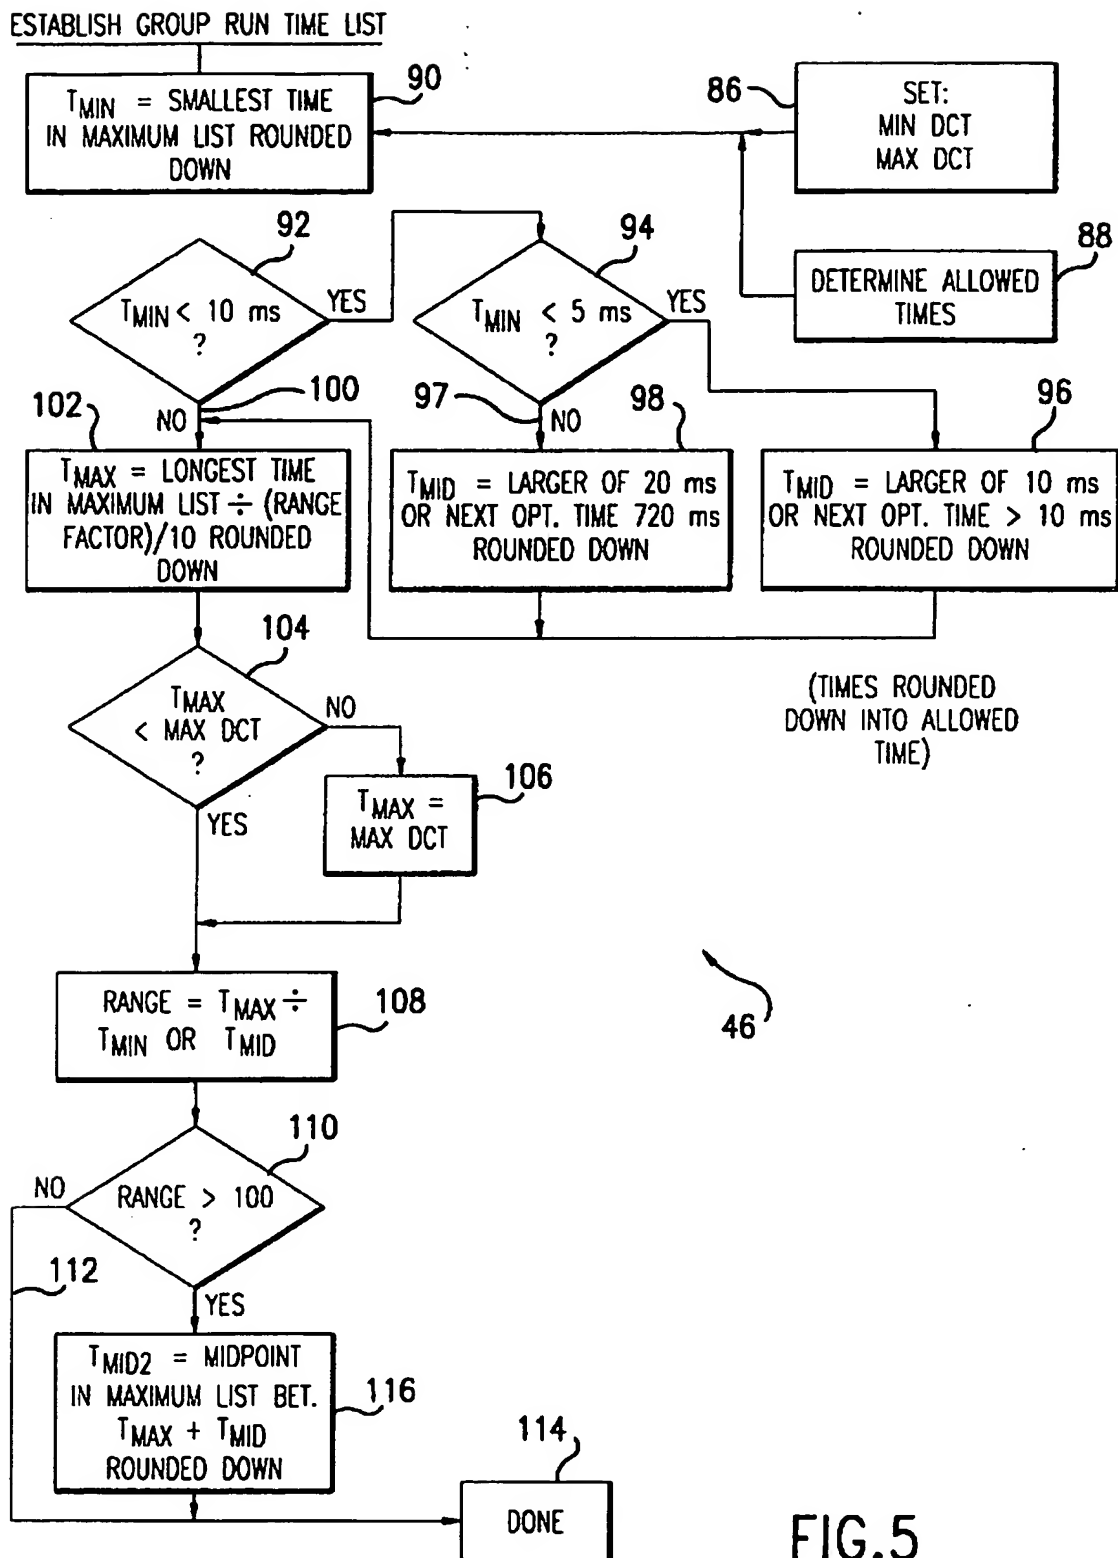 ESTABLISH GROUP RUN TIME LIST
90
TMIN = SMALLEST TIME
IN MAXIMUM LIST ROUNDED
DOWN
86
SET:
MIN DCT
MAX DCT
88
DETERMINE ALLOWED
TIMES
92
TMIN < 10 ms
?
YES
94
TMIN < 5 ms
?
YES
100
NO
97
NO
98
96
102
TMAX = LONGEST TIME
IN MAXIMUM LIST ÷ (RANGE
FACTOR)/10 ROUNDED
DOWN
TMID = LARGER OF 20 ms
OR NEXT OPT. TIME 720 ms
ROUNDED DOWN
TMID = LARGER OF 10 ms
OR NEXT OPT. TIME > 10 ms
ROUNDED DOWN
(TIMES ROUNDED
DOWN INTO ALLOWED
TIME)
104
TMAX
< MAX DCT
?
NO
YES
106
TMAX =
MAX DCT
46
108
RANGE = TMAX ÷
TMIN OR TMID
110
RANGE > 100
?
NO
112
YES
116
TMID2 = MIDPOINT
IN MAXIMUM LIST BET.
TMAX + TMID
ROUNDED DOWN
114
DONE
FIG.5